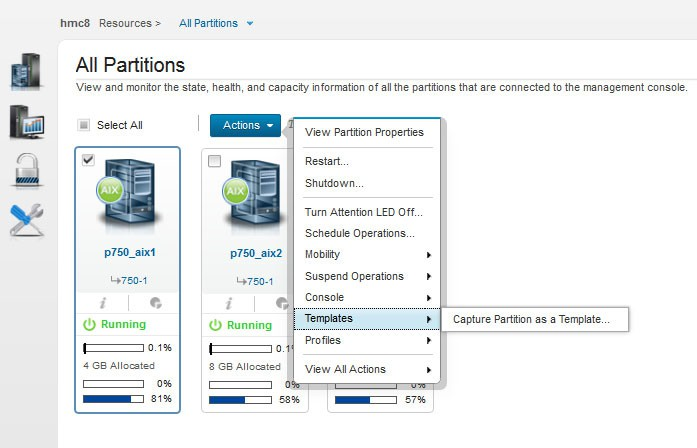 hmc8 Resources > All Partitions
All Partitions
View and monitor the state, health, and capacity information of all the partitions that are connected to the management console.
Select All
Actions
View Partition Properties
Restart...
Shutdown...
Turn Attention LED Off...
Schedule Operations...
Mobility
Suspend Operations
Console
Templates
Capture Partition as a Template...
Profiles
View All Actions
AIX
p750_aix1
750-1
Running
0.1%
4 GB Allocated
0%
81%
AIX
p750_aix2
750-1
Running
8 GB Allocated
0%
58%
0%
57%